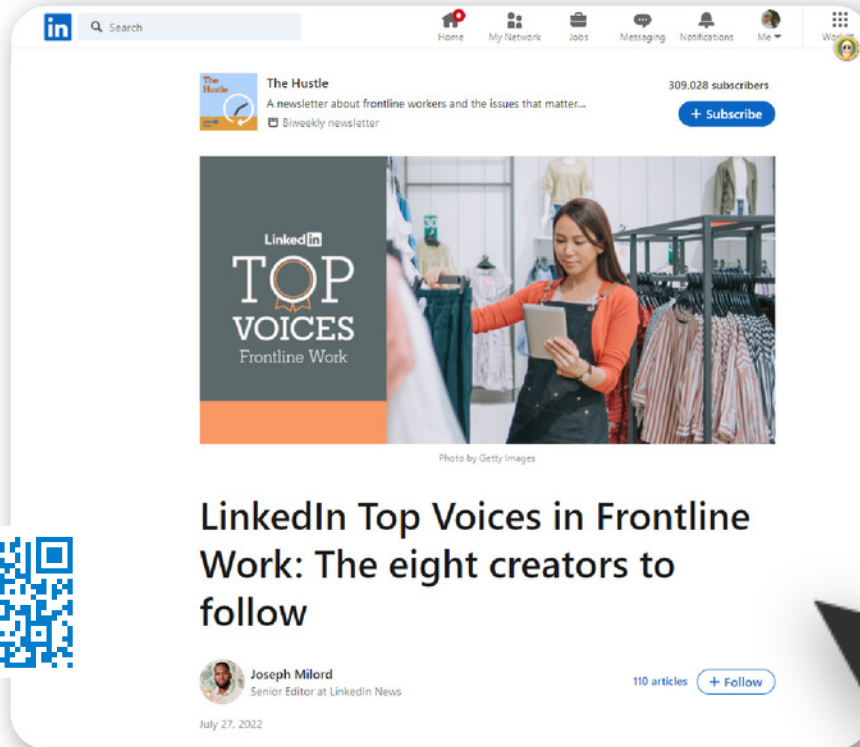 in Search
Home My Network Jobs Messaging Notifications Me
The Hustle
The Hustle 309,028 subscribers
A newsletter about frontline workers and the issues that matter...
Biweekly newsletter
+ Subscribe
Linked in
TOP
VOICES
Frontline Work
Photo by Getty Images
LinkedIn Top Voices in Frontline
Work: The eight creators to
follow
Joseph Milord
Senior Editor at LinkedIn News
110 articles + Follow
July 27, 2022